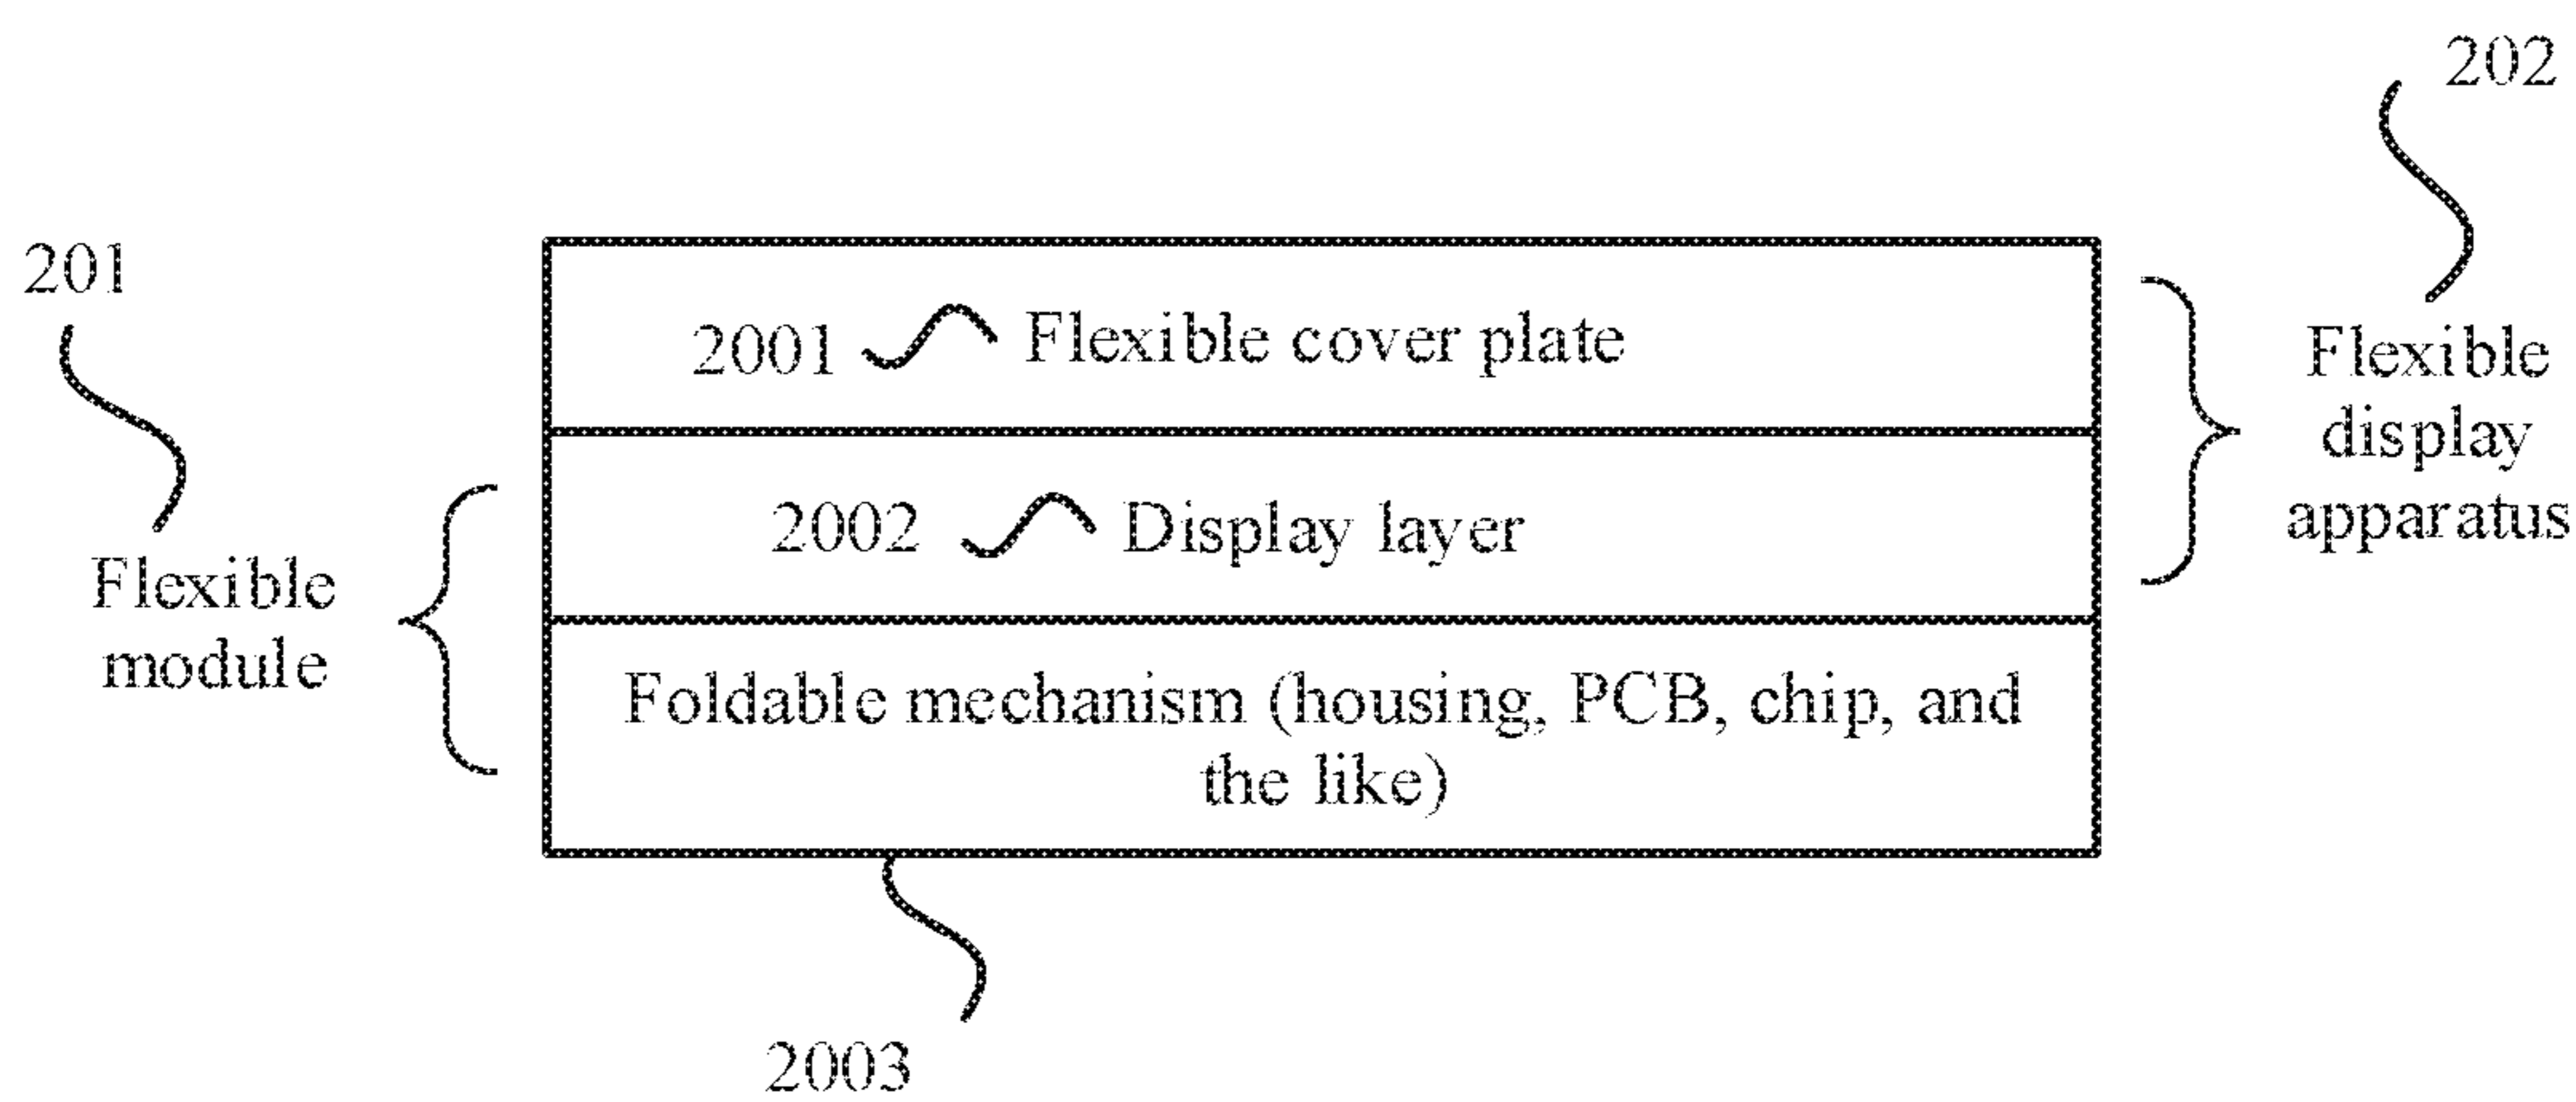 202
201
2001 Flexible cover plate
Flexible
display
apparatus
2002 Display layer
Flexible
module
Foldable mechanism (housing, PCB, chip, and
the like)
2003